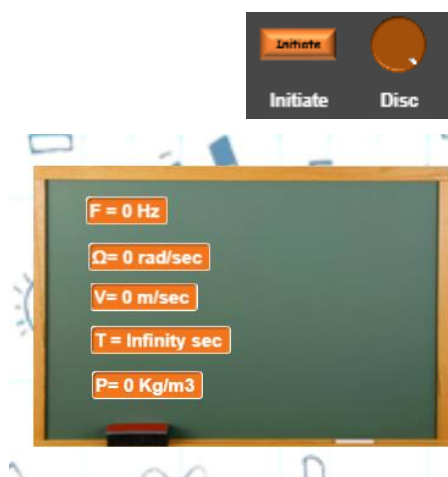 Initiate
Initiate Disc
F = 0 Hz
Ω= 0 rad/sec
V= 0 m/sec
T = Infinity sec
P= 0 Kg/m3